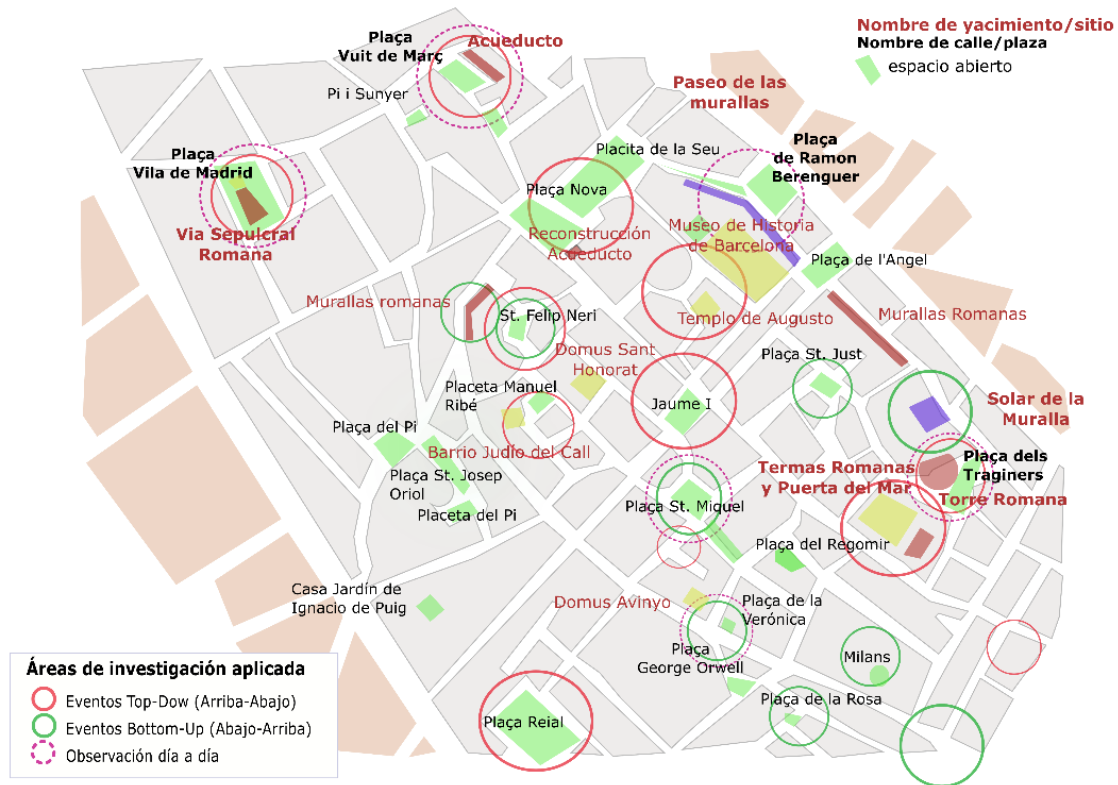 Nombre de yacimiento/sitio
Nombre de calle/plaza
espacio abierto
Plaça
Vuit de Març
Acueducto
Pi i Sunyer
Paseo de las
murallas
Plaça
Vila de Madrid
Placita de la Seu
Plaça
de Ramon
Berenguer
Plaça Nova
Via Sepulcral
Romana
Reconstrucción
Acueducto
Museo de Historia
de Barcelona
Plaça de l'Angel
Murallas romanas
St. Felip Neri
Templo de Augusto
Murallas Romanas
Domus Sant
Honorat
Plaça St. Just
Placeta Manuel
Ribé
Jaume I
Solar de la
Muralla
Plaça del Pi
Barrio Judío del Call
Plaça St. Josep
Oriol
Placeta del Pi
Termas Romanas
y Puerta del Mar
Plaça dels
Traginers
Torre Romana
Plaça St. Miquel
Plaça del Regomir
Casa Jardín de
Ignacio de Puig
Domus Avinyo
Plaça de la
Verónica
Plaça
George Orwell
Milans
Plaça de la Rosa
Plaça Reial
Áreas de investigación aplicada
Eventos Top-Dow (Arriba-Abajo)
Eventos Bottom-Up (Abajo-Arriba)
Observación día a día